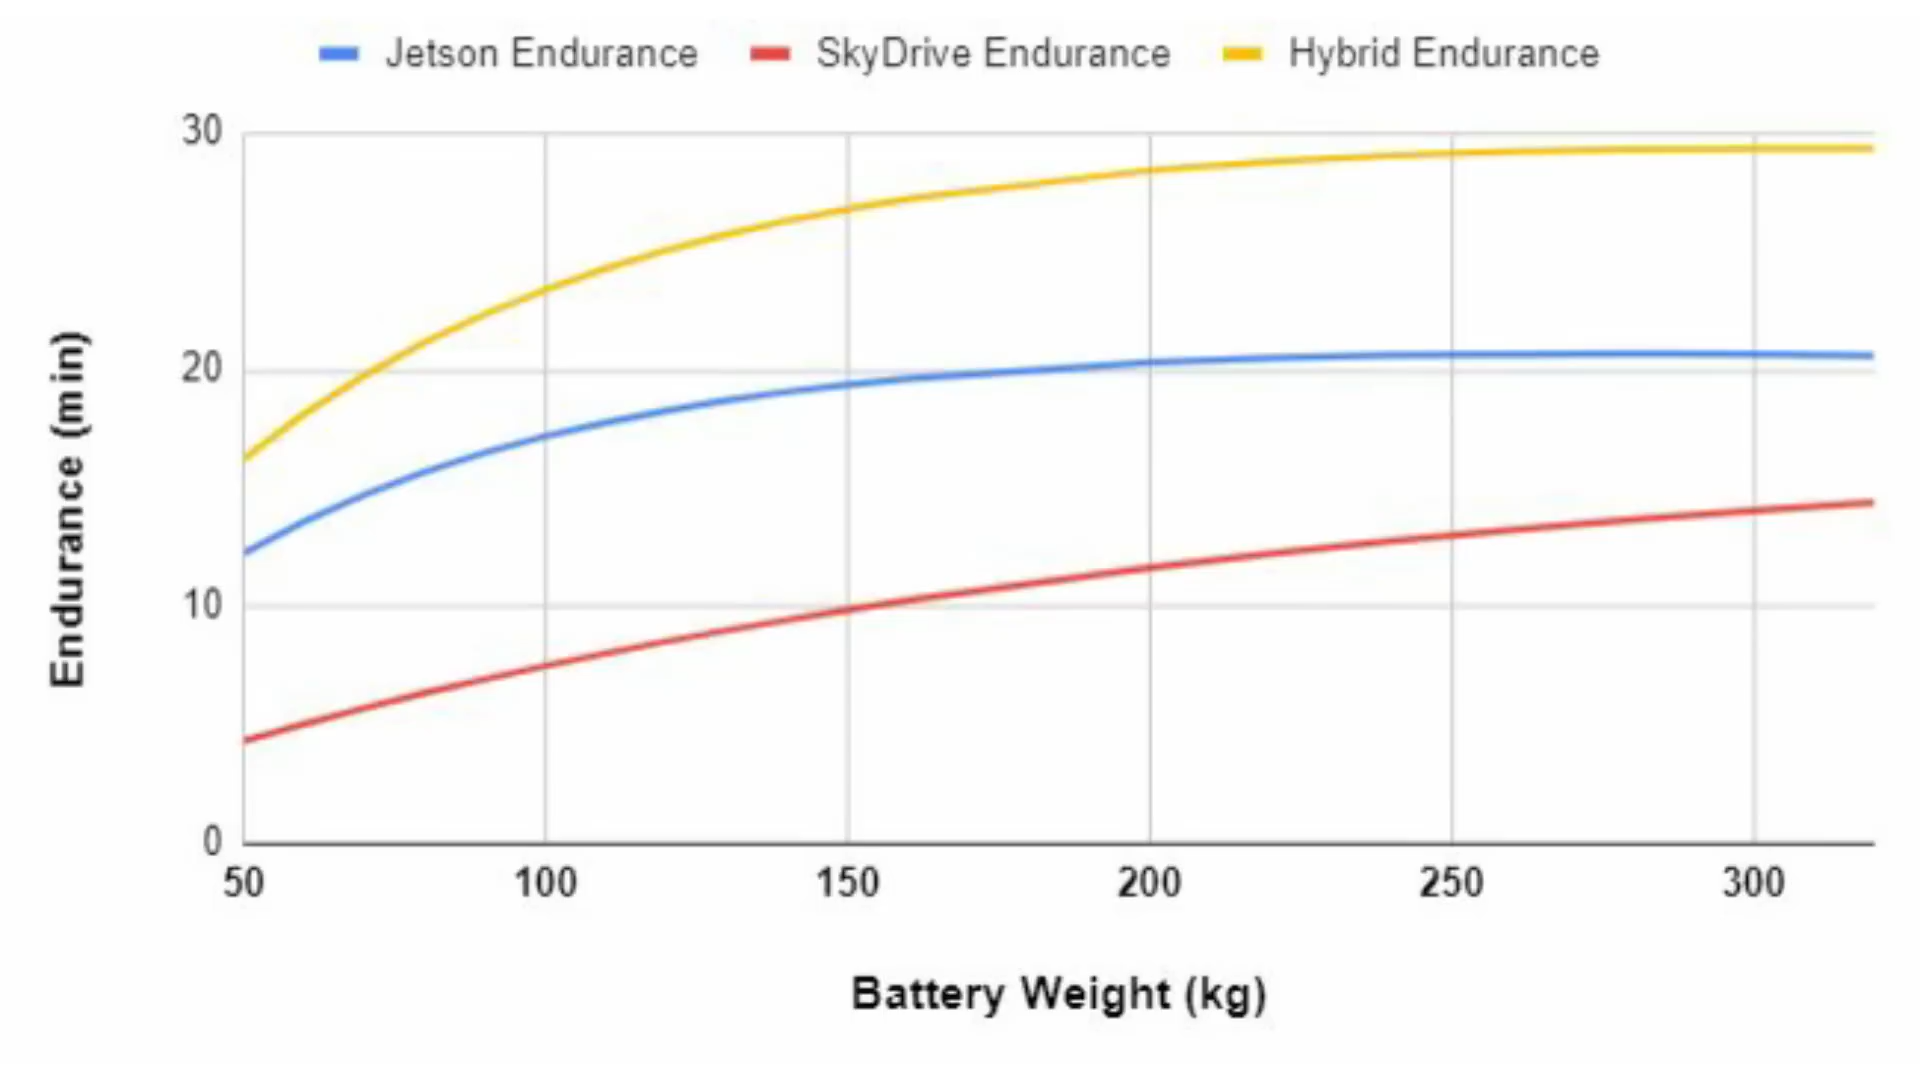 Jetson Endurance SkyDrive Endurance Hybrid Endurance
30
20
10
0
Endurance (min)
50 100 150 200 250 300
Battery Weight (kg)